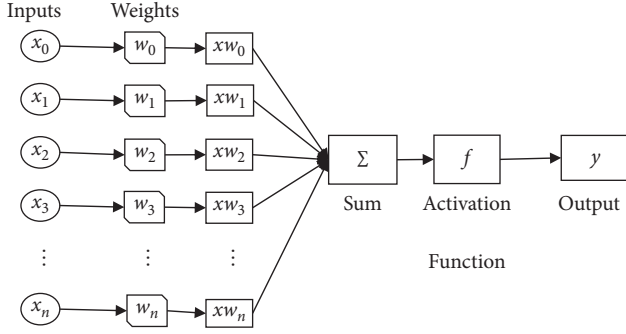 Inputs Weights
x₀ w₀ xw₀
x₁ w₁ xw₁
x₂ w₂ xw₂ Σ f y
x₃ w₃ xw₃ Sum Activation Output
⋮ ⋮ ⋮ Function
xₙ wₙ xwₙ